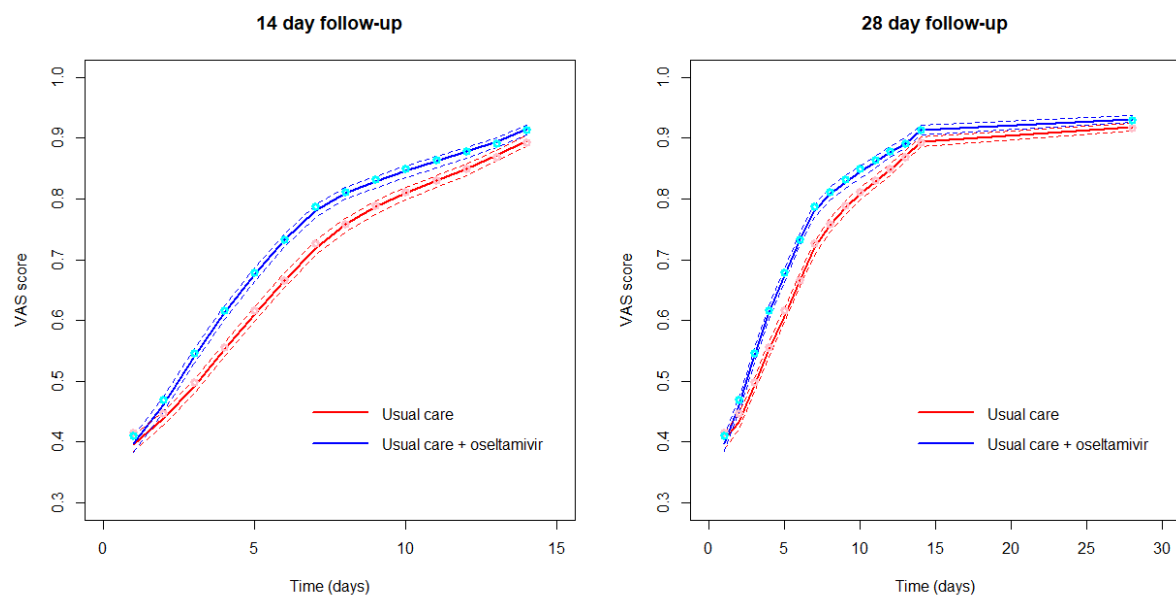 14 day follow-up
VAS score
1.0
0.9
0.8
0.7
0.6
0.5
0.4
0.3
Usual care
Usual care + oseltamivir
0 5 10 15
Time (days)
28 day follow-up
VAS score
1.0
0.9
0.8
0.7
0.6
0.5
0.4
0.3
Usual care
Usual care + oseltamivir
0 5 10 15 20 25 30
Time (days)